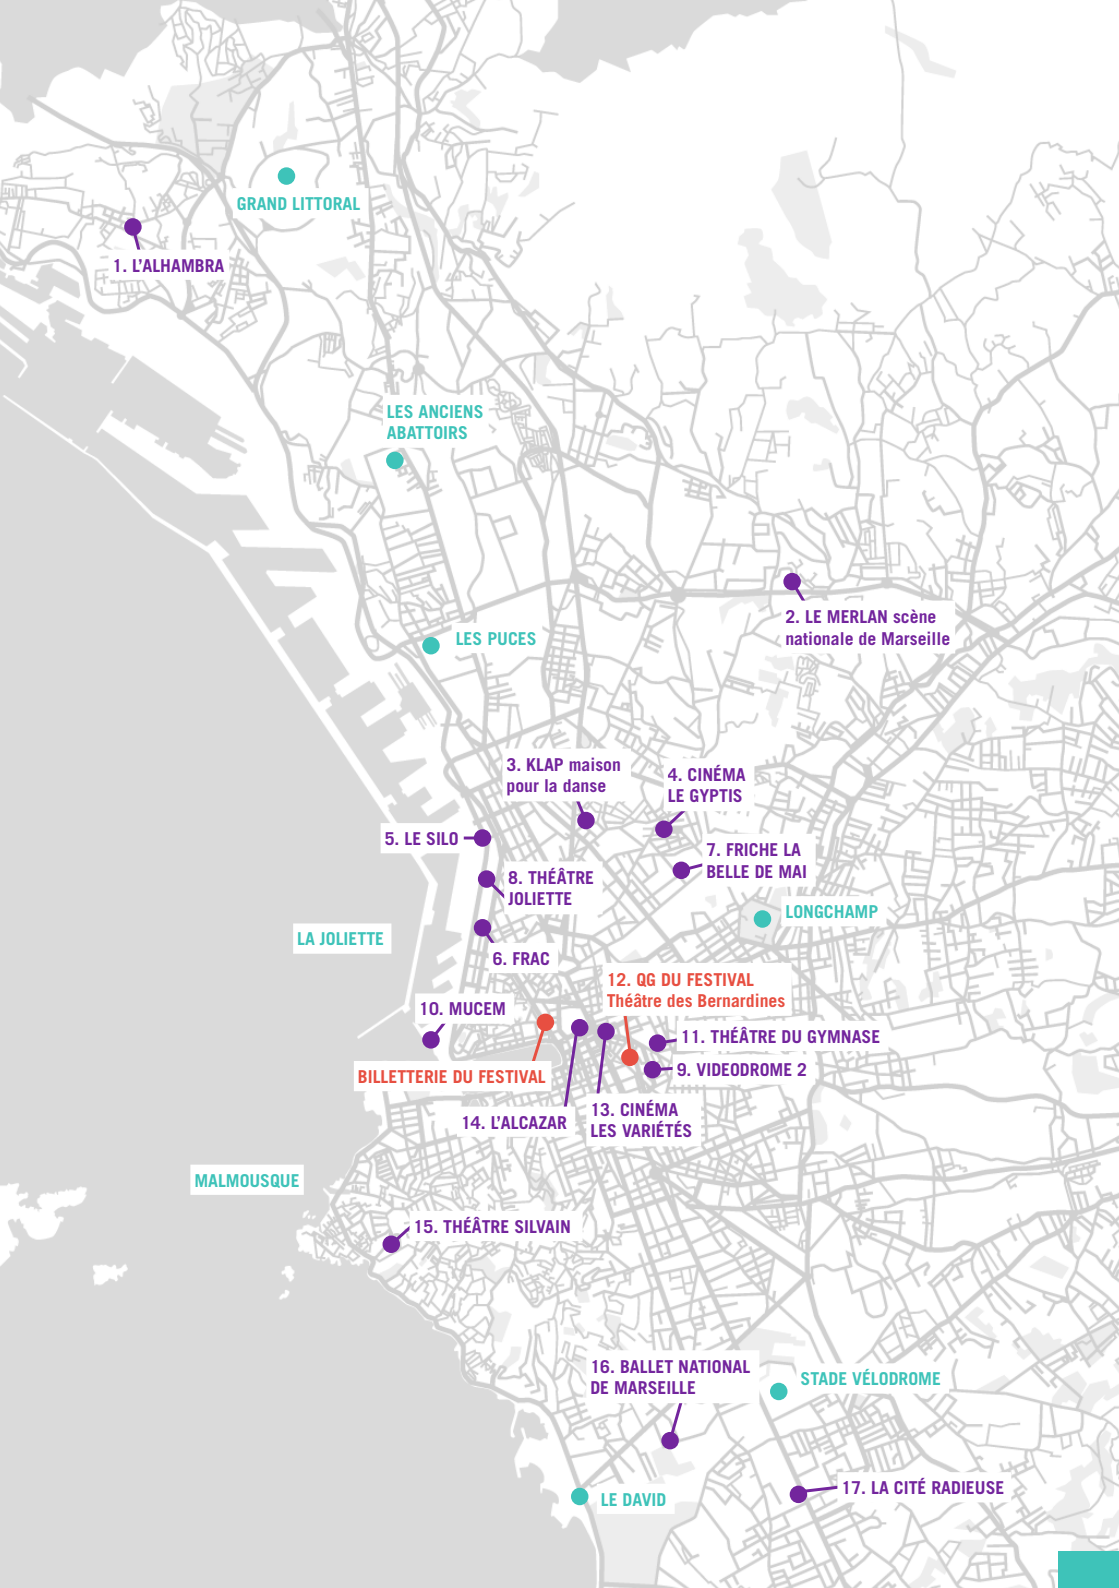 GRAND LITTORAL
1. L'ALHAMBRA
LES ANCIENS
ABATTOIRS
2. LE MERLAN scène
nationale de Marseille
LES PUCES
3. KLAP maison
pour la danse
4. CINÉMA
LE GYPTIS
5. LE SILO
7. FRICHE LA
BELLE DE MAI
8. THÉÂTRE
JOLIETTE
LONGCHAMP
LA JOLIETTE
6. FRAC
12. QG DU FESTIVAL
Théâtre des Bernardines
10. MUCEM
11. THÉÂTRE DU GYMNASE
9. VIDEODROME 2
BILLETTERIE DU FESTIVAL
14. L'ALCAZAR
13. CINÉMA
LES VARIÉTÉS
MALMOUSQUE
15. THÉÂTRE SILVAIN
16. BALLET NATIONAL
DE MARSEILLE
STADE VÉLODROME
17. LA CITÉ RADIEUSE
LE DAVID